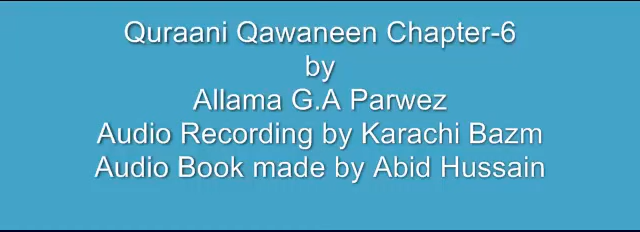 Quraani Qawaneen Chapter-6
by
Allama G.A Parwez
Audio Recording by Karachi Bazm
Audio Book made by Abid Hussain